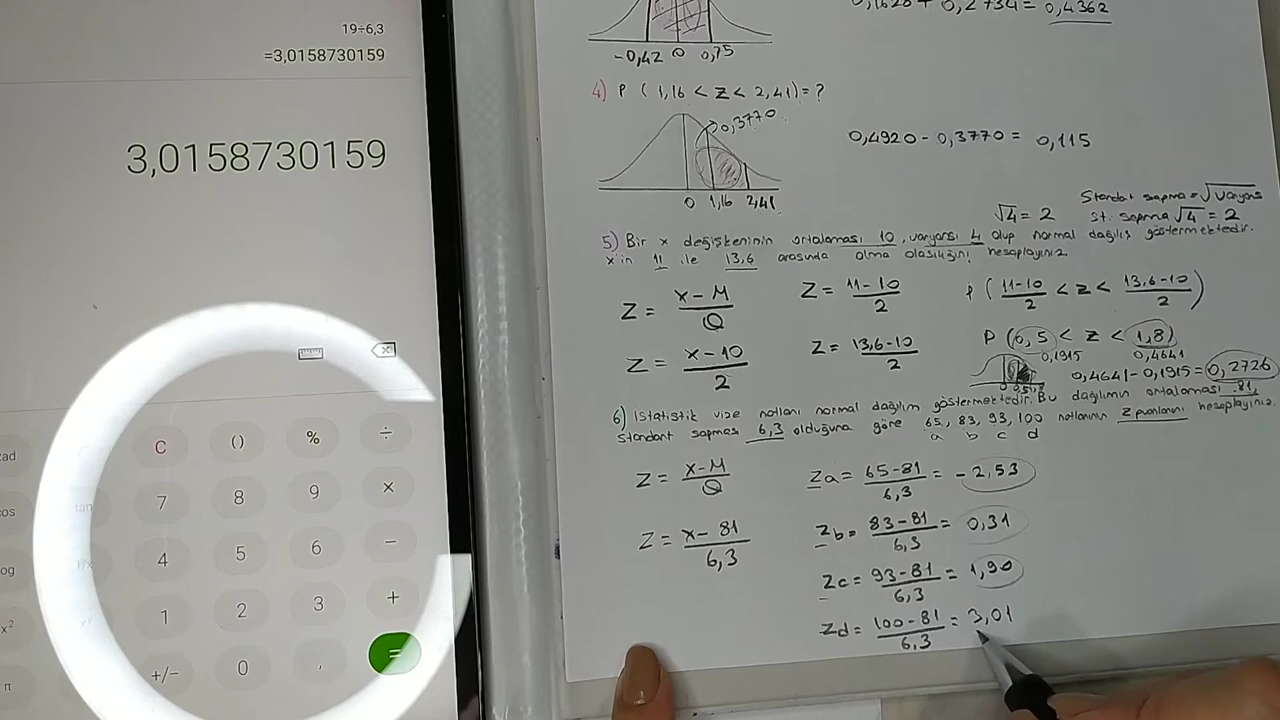 19÷6,3
=3,0158730159
3,0158730159
C
()
%
÷
7
8
9
×
4
5
6
−
1
2
3
+
x²
+/−
0
,
=
π
0,2734 = 0,4362
-0,42 0 0,75
4) P ( 1,16 < Z < 2,41) = ?
0,3770
0,4920 - 0,3770 = 0,115
0 1,16 2,41
Standart sapma = √Varyans
√4 = 2 St. sapma √4 = 2
5) Bir x değişkeninin ortalaması 10, varyansı 4 olup normal dağılış göstermektedir.
x'in 11 ile 13,6 arasında olma olasılığını hesaplayınız.
Z = x-M / Q Z = 11-10 / 2 P ( 11-10 / 2 < Z < 13,6-10 / 2 )
Z = x-10 / 2 Z = 13,6-10 / 2 P (0,5 < Z < 1,8)
0,1915 0,4641
0,4641-0,1915 = 0,2726
6) İstatistik vize notları normal dağılım göstermektedir. Bu dağılımın ortalaması 81,
standart sapması 6,3 olduğuna göre 65, 83, 93, 100 notlarının Z puanlarını hesaplayınız.
a b c d
Z = x-M / Q Za = 65-81 / 6,3 = -2,53
Z = x-81 / 6,3 Zb = 83-81 / 6,3 = 0,31
Zc = 93-81 / 6,3 = 1,90
Zd = 100-81 / 6,3 = 3,01